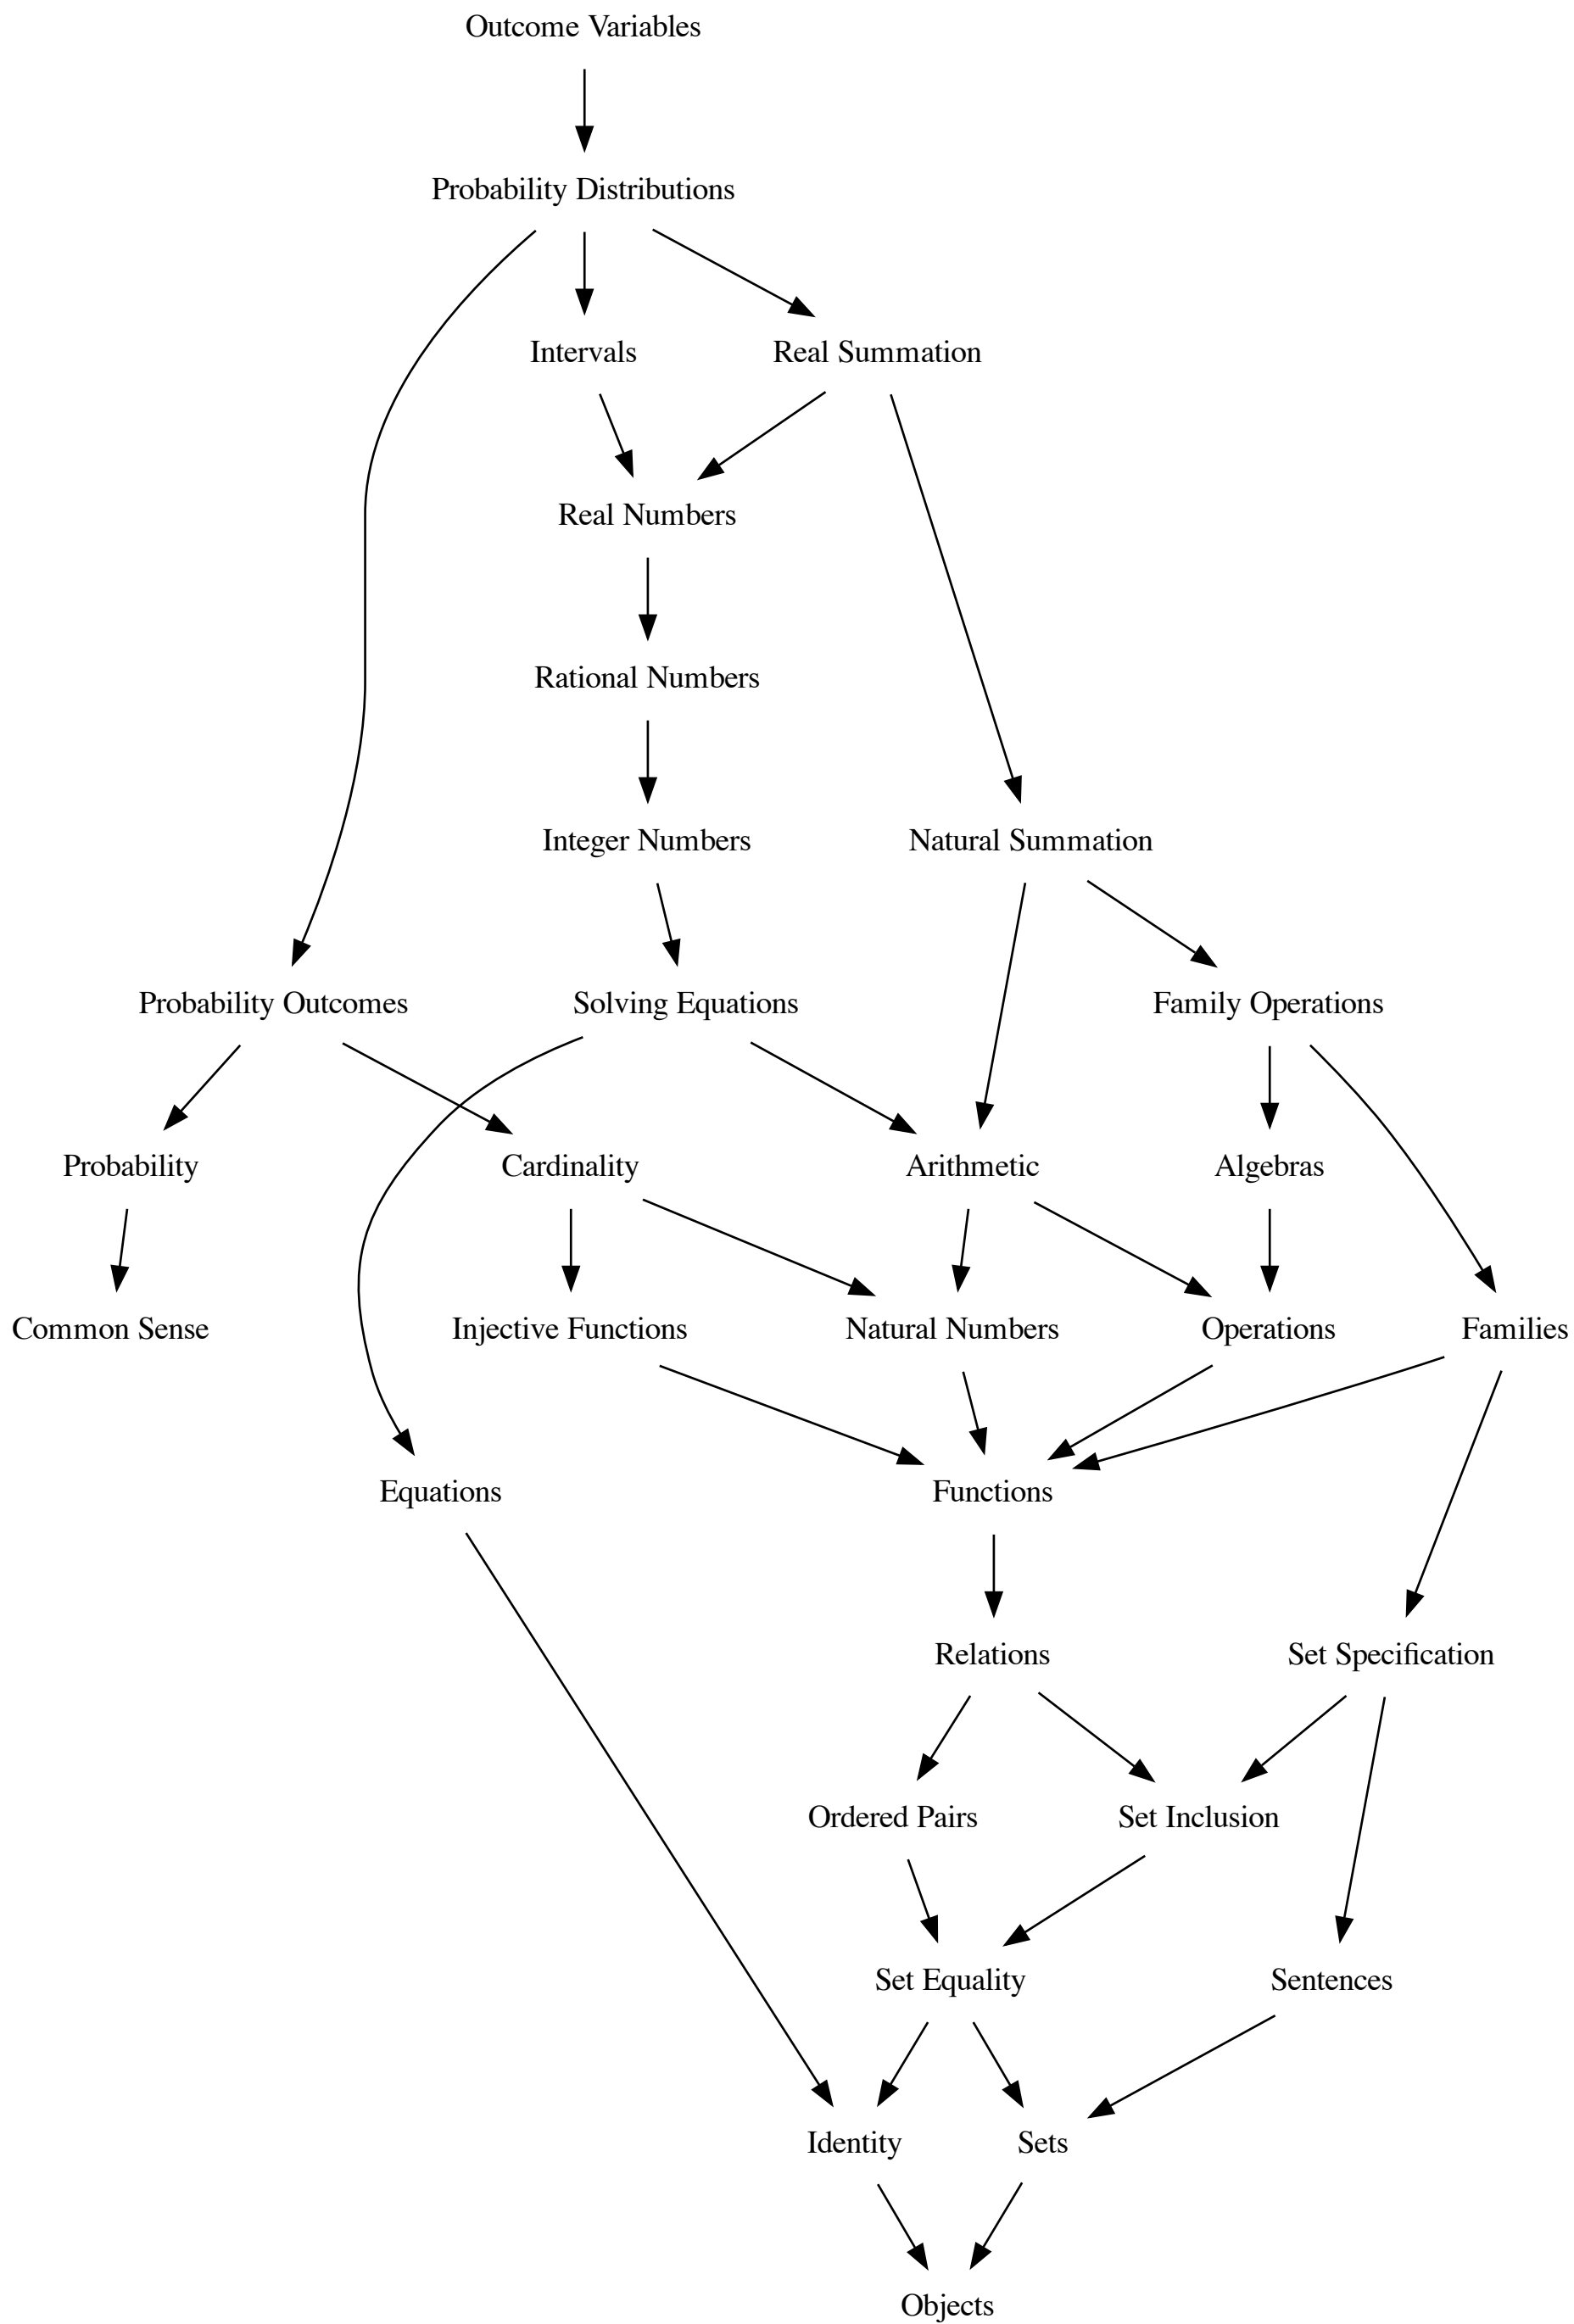 Outcome Variables
Probability Distributions
Intervals
Real Summation
Real Numbers
Rational Numbers
Integer Numbers
Natural Summation
Probability Outcomes
Solving Equations
Family Operations
Probability
Cardinality
Arithmetic
Algebras
Common Sense
Injective Functions
Natural Numbers
Operations
Families
Equations
Functions
Relations
Set Specification
Ordered Pairs
Set Inclusion
Set Equality
Sentences
Identity
Sets
Objects